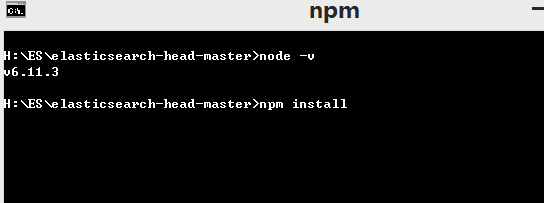 npm
H:\ES\elasticsearch-head-master>node -v
v6.11.3
H:\ES\elasticsearch-head-master>npm install